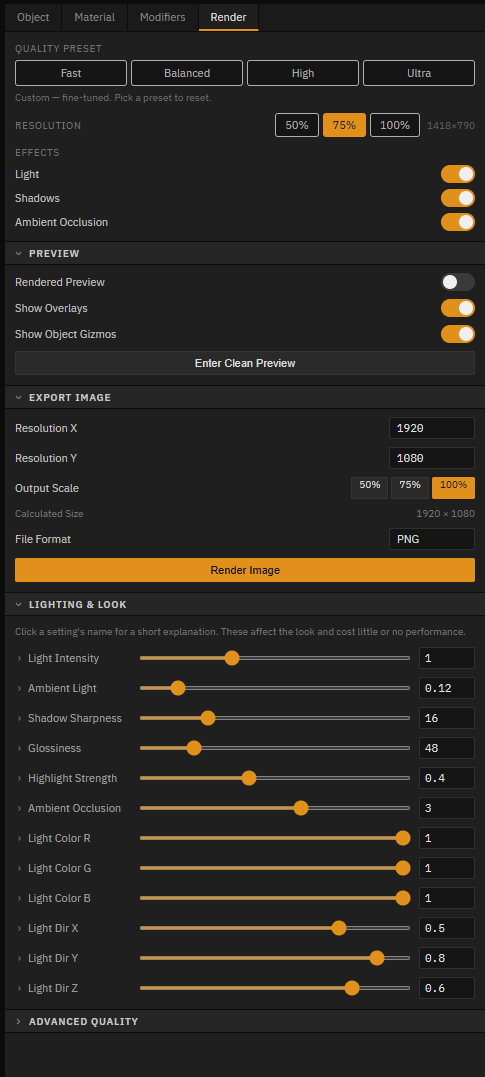 Object Material Modifiers Render
QUALITY PRESET
Fast Balanced High Ultra
Custom — fine-tuned. Pick a preset to reset.
RESOLUTION 50% 75% 100% 1418×790
EFFECTS
Light
Shadows
Ambient Occlusion
PREVIEW
Rendered Preview
Show Overlays
Show Object Gizmos
Enter Clean Preview
EXPORT IMAGE
Resolution X 1920
Resolution Y 1080
Output Scale 50% 75% 100%
Calculated Size 1920 × 1080
File Format PNG
Render Image
LIGHTING & LOOK
Click a setting's name for a short explanation. These affect the look and cost little or no performance.
Light Intensity 1
Ambient Light 0.12
Shadow Sharpness 16
Glossiness 48
Highlight Strength 0.4
Ambient Occlusion 3
Light Color R 1
Light Color G 1
Light Color B 1
Light Dir X 0.5
Light Dir Y 0.8
Light Dir Z 0.6
ADVANCED QUALITY